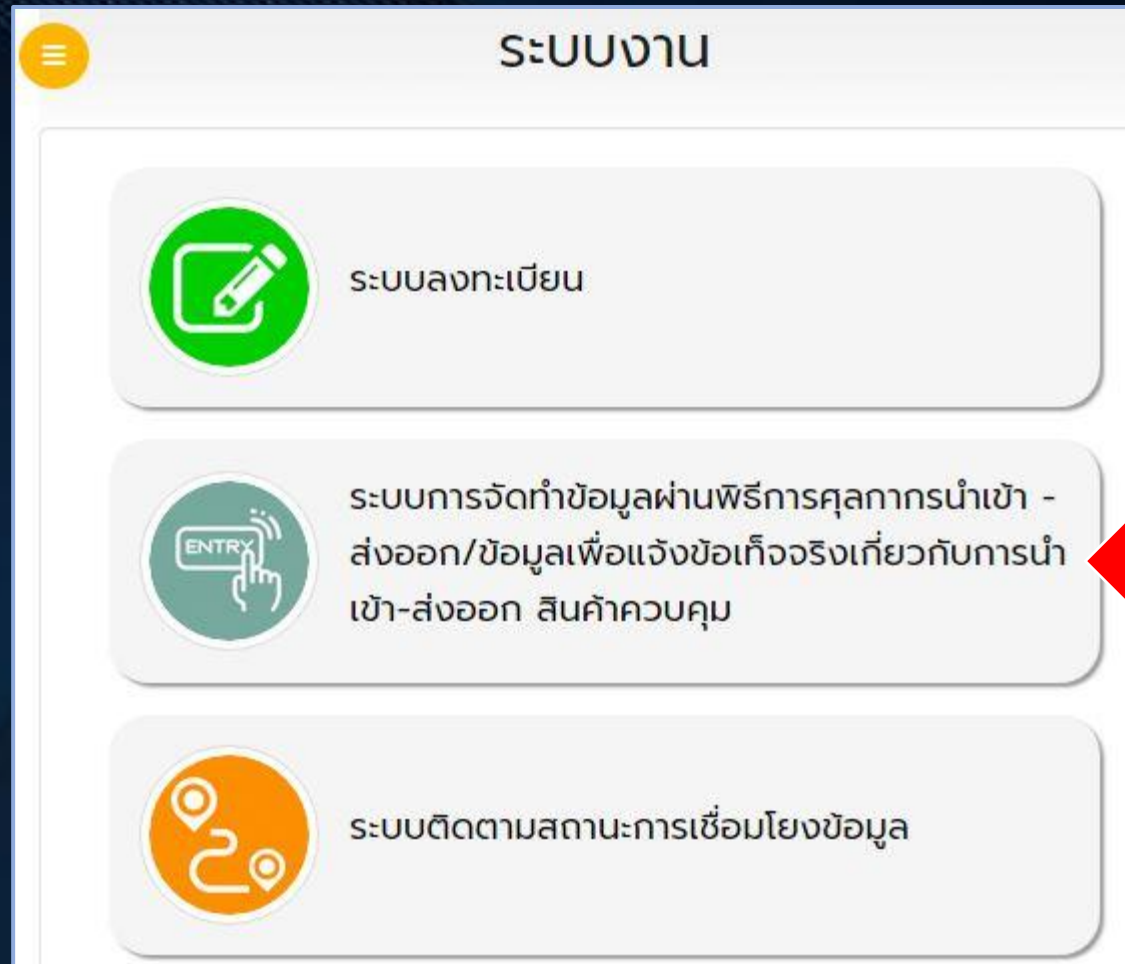 ระบบงาน
ระบบลงทะเบียน
ENTRY
ระบบการจัดทำข้อมูลผ่านพิธีการศุลกากรนำเข้า -
ส่งออก/ข้อมูลเพื่อแจ้งข้อเท็จจริงเกี่ยวกับการนำ
เข้า-ส่งออก สินค้าควบคุม
ระบบติดตามสถานะการเชื่อมโยงข้อมูล